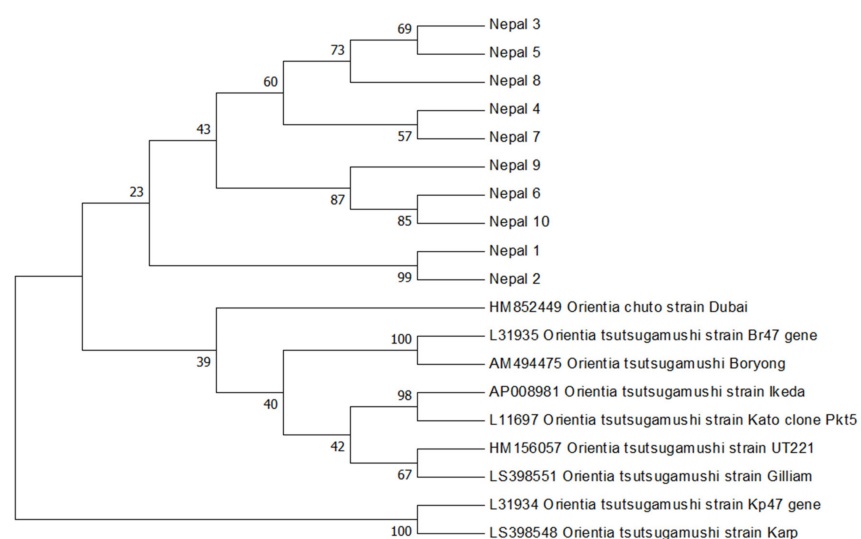 Nepal 3
69
73
Nepal 5
60
Nepal 8
Nepal 4
43
57
Nepal 7
Nepal 9
23
87
Nepal 6
85
Nepal 10
Nepal 1
99
Nepal 2
HM852449 Orientia chuto strain Dubai
100
L31935 Orientia tsutsugamushi strain Br47 gene
39
AM494475 Orientia tsutsugamushi Boryong
40
98
AP008981 Orientia tsutsugamushi strain Ikeda
L11697 Orientia tsutsugamushi strain Kato clone Pkt5
42
HM156057 Orientia tsutsugamushi strain UT221
67
LS398551 Orientia tsutsugamushi strain Gilliam
L31934 Orientia tsutsugamushi strain Kp47 gene
100
LS398548 Orientia tsutsugamushi strain Karp